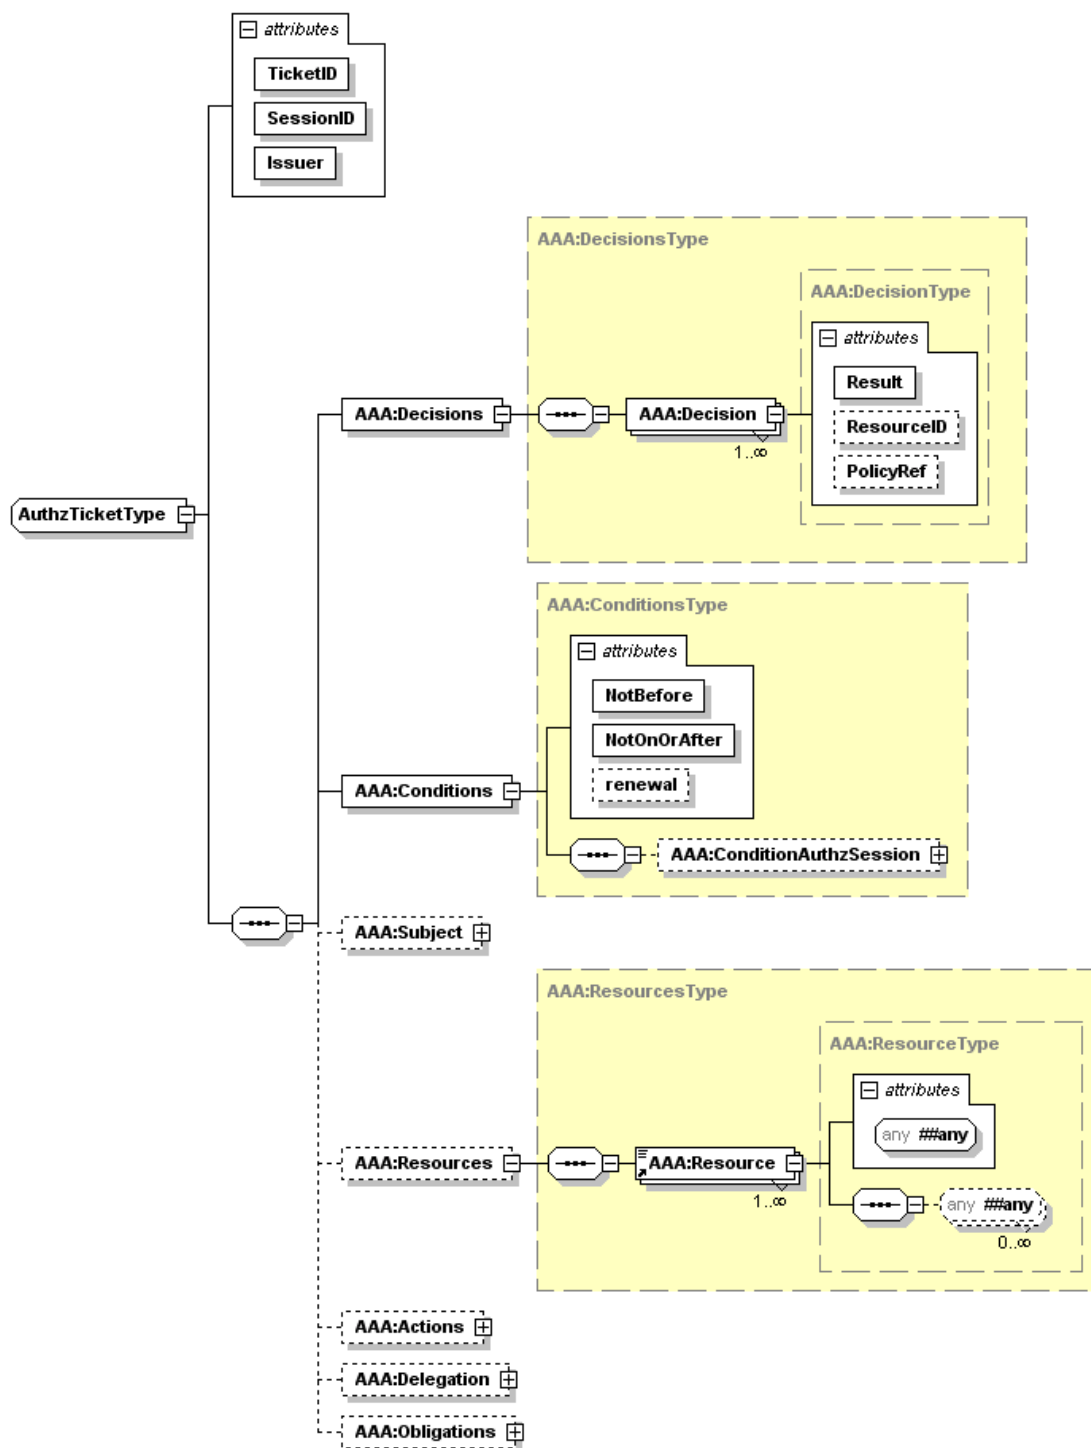 attributes
TicketID
SessionID
Issuer
AAA:DecisionsType
AAA:DecisionType
attributes
Result
AAA:Decisions
AAA:Decision
ResourceID
1..∞
PolicyRef
AuthzTicketType
AAA:ConditionsType
attributes
NotBefore
NotOnOrAfter
renewal
AAA:Conditions
AAA:ConditionAuthzSession
AAA:Subject
AAA:ResourcesType
AAA:ResourceType
attributes
any ##any
AAA:Resources
AAA:Resource
1..∞
any ##any
0..∞
AAA:Actions
AAA:Delegation
AAA:Obligations